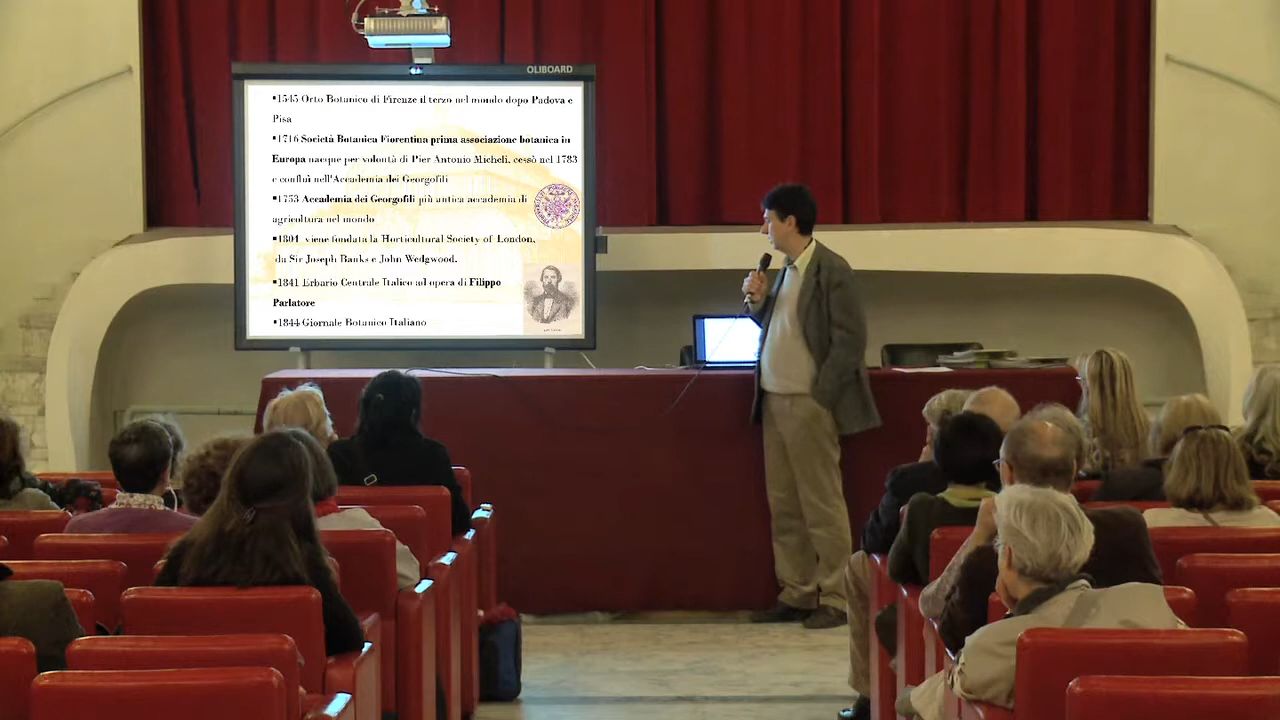 OLIBOARD
▪1545 Orto Botanico di Firenze il terzo nel mondo dopo Padova e
Pisa
▪1716 Società Botanica Fiorentina prima associazione botanica in
Europa nacque per volontà di Pier Antonio Micheli, cessò nel 1783
e confluì nell'Accademia dei Georgofili
▪1753 Accademia dei Georgofili più antica accademia di
agricoltura nel mondo
▪1804 viene fondata la Horticultural Society of London,
da Sir Joseph Banks e John Wedgwood.
▪1841 Erbario Centrale Italico ad opera di Filippo
Parlatore
▪1844 Giornale Botanico Italiano